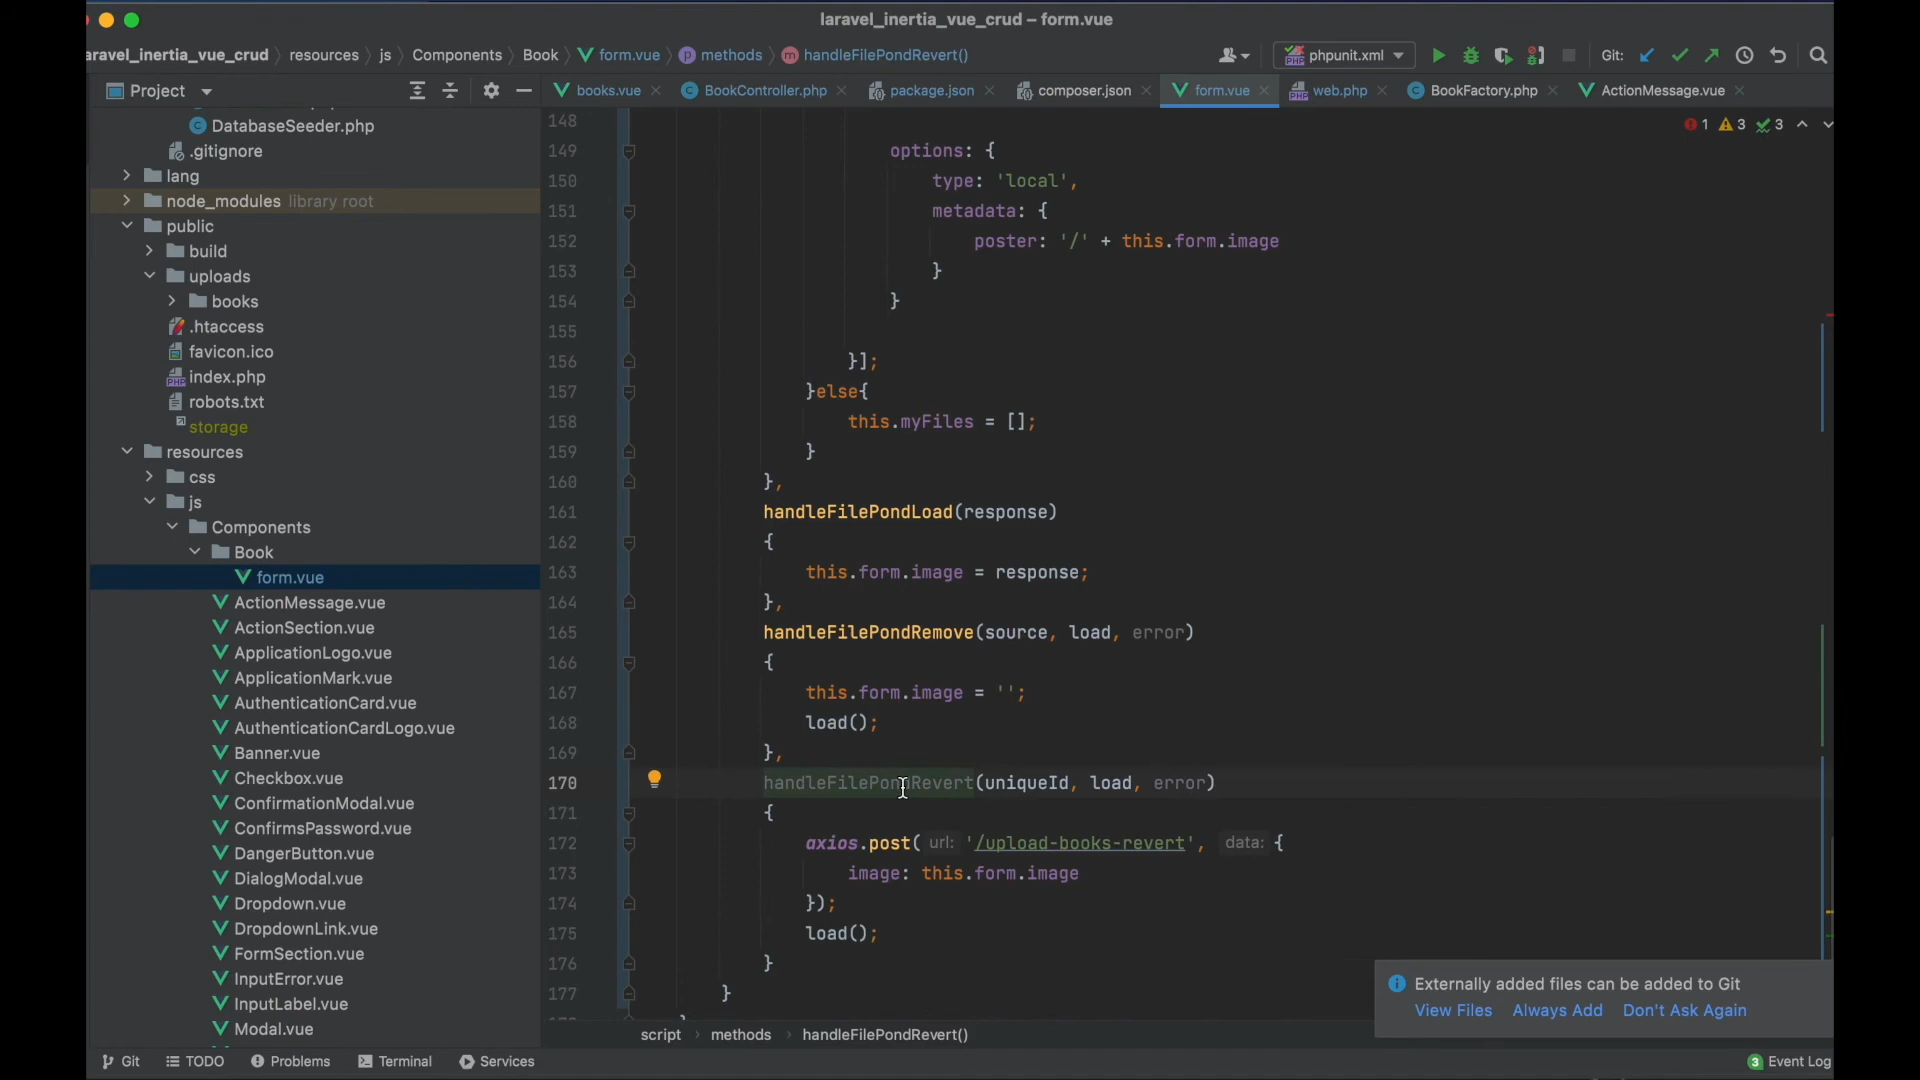 laravel_inertia_vue_crud – form.vue
aravel_inertia_vue_crud resources js Components Book form.vue methods handleFilePondRevert()
phpunit.xml Git:
Project
books.vue BookController.php package.json composer.json form.vue web.php BookFactory.php ActionMessage.vue
1 3 3
DatabaseSeeder.php
.gitignore
lang
node_modules library root
public
build
uploads
books
.htaccess
favicon.ico
index.php
robots.txt
storage
resources
css
js
Components
Book
form.vue
ActionMessage.vue
ActionSection.vue
ApplicationLogo.vue
ApplicationMark.vue
AuthenticationCard.vue
AuthenticationCardLogo.vue
Banner.vue
Checkbox.vue
ConfirmationModal.vue
ConfirmsPassword.vue
DangerButton.vue
DialogModal.vue
Dropdown.vue
DropdownLink.vue
FormSection.vue
InputError.vue
InputLabel.vue
Modal.vue
148
149 options: {
150 type: 'local',
151 metadata: {
152 poster: '/' + this.form.image
153 }
154 }
155
156 }];
157 }else{
158 this.myFiles = [];
159 }
160 },
161 handleFilePondLoad(response)
162 {
163 this.form.image = response;
164 },
165 handleFilePondRemove(source, load, error)
166 {
167 this.form.image = '';
168 load();
169 },
170 handleFilePondRevert(uniqueId, load, error)
171 {
172 axios.post( url: '/upload-books-revert', data: {
173 image: this.form.image
174 });
175 load();
176 }
177 }
Externally added files can be added to Git
View Files Always Add Don't Ask Again
script methods handleFilePondRevert()
Git TODO Problems Terminal Services
3 Event Log